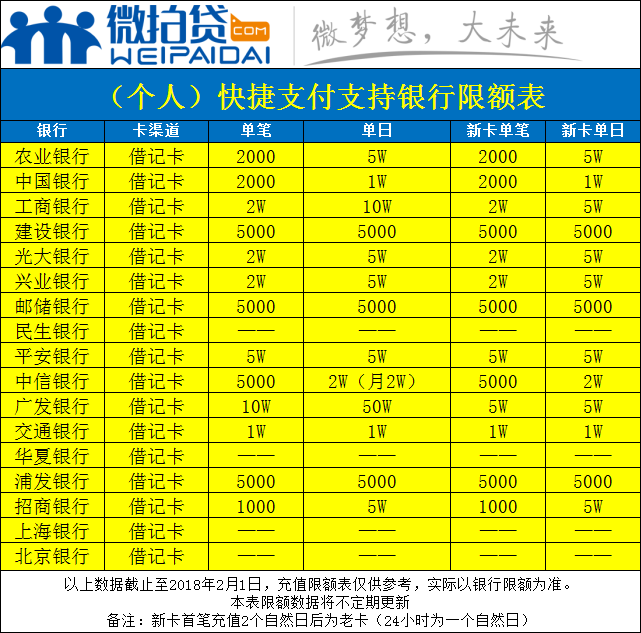 微拍贷.COM
WEIPAIDAI
微梦想，大未来
（个人）快捷支付支持银行限额表
银行 卡渠道 单笔 单日 新卡单笔 新卡单日
农业银行 借记卡 2000 5W 2000 5W
中国银行 借记卡 2000 1W 2000 1W
工商银行 借记卡 2W 10W 2W 5W
建设银行 借记卡 5000 5000 5000 5000
光大银行 借记卡 2W 5W 2W 5W
兴业银行 借记卡 2W 5W 2W 5W
邮储银行 借记卡 5000 5000 5000 5000
民生银行 借记卡 —— —— —— ——
平安银行 借记卡 5W 5W 5W 5W
中信银行 借记卡 5000 2W（月2W） 5000 2W
广发银行 借记卡 10W 50W 5W 5W
交通银行 借记卡 1W 1W 1W 1W
华夏银行 借记卡 —— —— —— ——
浦发银行 借记卡 5000 5000 5000 5000
招商银行 借记卡 1000 5W 1000 5W
上海银行 借记卡 —— —— —— ——
北京银行 借记卡 —— —— —— ——
以上数据截止至2018年2月1日，充值限额表仅供参考，实际以银行限额为准。
本表限额数据将不定期更新
备注：新卡首笔充值2个自然日后为老卡（24小时为一个自然日）